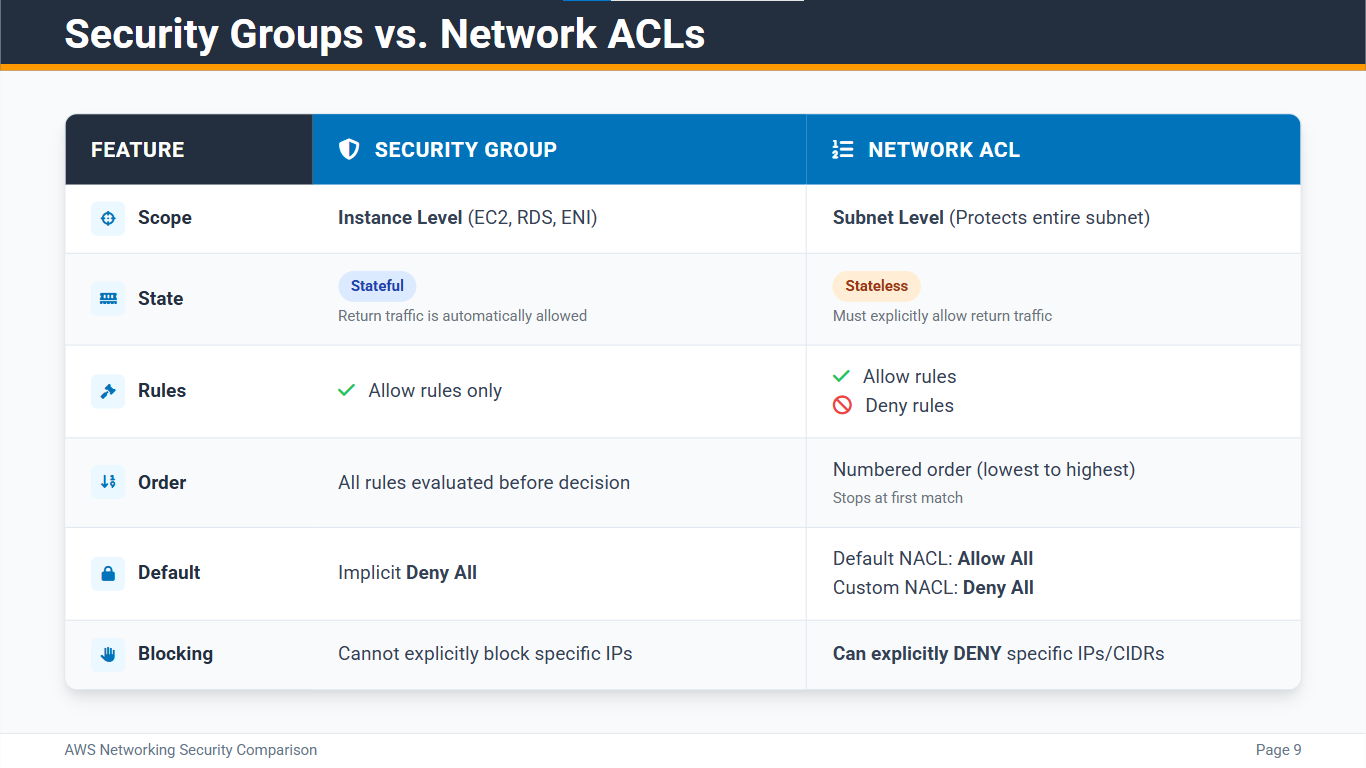 Security Groups vs. Network ACLs
FEATURE
SECURITY GROUP
NETWORK ACL
Scope
Instance Level (EC2, RDS, ENI)
Subnet Level (Protects entire subnet)
State
Stateful
Return traffic is automatically allowed
Stateless
Must explicitly allow return traffic
Rules
Allow rules only
Allow rules
Deny rules
Order
All rules evaluated before decision
Numbered order (lowest to highest)
Stops at first match
Default
Implicit Deny All
Default NACL: Allow All
Custom NACL: Deny All
Blocking
Cannot explicitly block specific IPs
Can explicitly DENY specific IPs/CIDRs
AWS Networking Security Comparison
Page 9